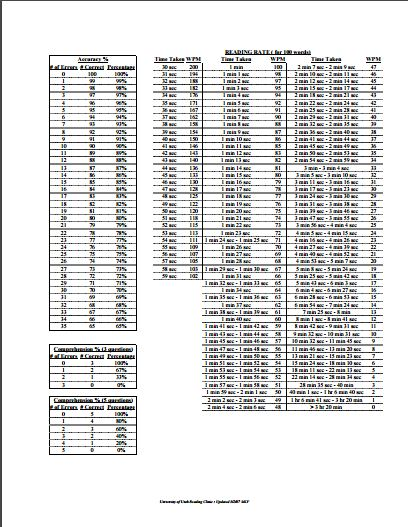 Accuracy %
# of Errors # Correct Percentage
0 100 100%
1 99 99%
2 98 98%
3 97 97%
4 96 96%
5 95 95%
6 94 94%
7 93 93%
8 92 92%
9 91 91%
10 90 90%
11 89 89%
12 88 88%
13 87 87%
14 86 86%
15 85 85%
16 84 84%
17 83 83%
18 82 82%
19 81 81%
20 80 80%
21 79 79%
22 78 78%
23 77 77%
24 76 76%
25 75 75%
26 74 74%
27 73 73%
28 72 72%
29 71 71%
30 70 70%
31 69 69%
32 68 68%
33 67 67%
34 66 66%
35 65 65%
Comprehension % (3 questions)
# of Errors # Correct Percentage
0 3 100%
1 2 67%
2 1 33%
3 0 0%
Comprehension % (5 questions)
# of Errors # Correct Percentage
0 5 100%
1 4 80%
2 3 60%
3 2 40%
4 1 20%
5 0 0%
READING RATE ( for 100 words)
Time Taken WPM Time Taken WPM Time Taken WPM
30 sec 200 1 min 100 2 min 7 sec - 2 min 9 sec 47
31 sec 194 1 min 1 sec 98 2 min 10 sec - 2 min 11 sec 46
32 sec 188 1 min 2 sec 97 2 min 12 sec - 2 min 14 sec 45
33 sec 182 1 min 3 sec 95 2 min 15 sec - 2 min 17 sec 44
34 sec 176 1 min 4 sec 94 2 min 18 sec - 2 min 21 sec 43
35 sec 171 1 min 5 sec 92 2 min 22 sec - 2 min 24 sec 42
36 sec 167 1 min 6 sec 91 2 min 25 sec - 2 min 28 sec 41
37 sec 162 1 min 7 sec 90 2 min 29 sec - 2 min 31 sec 40
38 sec 158 1 min 8 sec 88 2 min 32 sec - 2 min 35 sec 39
39 sec 154 1 min 9 sec 87 2 min 36 sec - 2 min 40 sec 38
40 sec 150 1 min 10 sec 86 2 min 41 sec - 2 min 44 sec 37
41 sec 146 1 min 11 sec 85 2 min 45 sec - 2 min 49 sec 36
42 sec 143 1 min 12 sec 83 2 min 50 sec - 2 min 53 sec 35
43 sec 140 1 min 13 sec 82 2 min 54 sec - 2 min 59 sec 34
44 sec 136 1 min 14 sec 81 3 min - 3 min 4 sec 33
45 sec 133 1 min 15 sec 80 3 min 5 sec - 3 min 10 sec 32
46 sec 130 1 min 16 sec 79 3 min 11 sec - 3 min 16 sec 31
47 sec 128 1 min 17 sec 78 3 min 17 sec - 3 min 23 sec 30
48 sec 125 1 min 18 sec 77 3 min 24 sec - 3 min 30 sec 29
49 sec 122 1 min 19 sec 76 3 min 31 sec - 3 min 38 sec 28
50 sec 120 1 min 20 sec 75 3 min 39 sec - 3 min 46 sec 27
51 sec 118 1 min 21 sec 74 3 min 47 sec - 3 min 55 sec 26
52 sec 115 1 min 22 sec 73 3 min 56 sec - 4 min 4 sec 25
53 sec 113 1 min 23 sec 72 4 min 5 sec - 4 min 15 sec 24
54 sec 111 1 min 24 sec - 1 min 25 sec 71 4 min 16 sec - 4 min 26 sec 23
55 sec 109 1 min 26 sec 70 4 min 27 sec - 4 min 39 sec 22
56 sec 107 1 min 27 sec 69 4 min 40 sec - 4 min 52 sec 21
57 sec 105 1 min 28 sec 68 4 min 53 sec - 5 min 7 sec 20
58 sec 103 1 min 29 sec - 1 min 30 sec 67 5 min 8 sec - 5 min 24 sec 19
59 sec 102 1 min 31 sec 66 5 min 25 sec - 5 min 42 sec 18
1 min 32 sec - 1 min 33 sec 65 5 min 43 sec - 6 min 3 sec 17
1 min 34 sec 64 6 min 4 sec - 6 min 27 sec 16
1 min 35 sec - 1 min 36 sec 63 6 min 28 sec - 6 min 53 sec 15
1 min 37 sec 62 6 min 54 sec - 7 min 24 sec 14
1 min 38 sec - 1 min 39 sec 61 7 min 25 sec - 8 min 13
1 min 40 sec 60 8 min 1 sec - 8 min 41 sec 12
1 min 41 sec - 1 min 42 sec 59 8 min 42 sec - 9 min 31 sec 11
1 min 43 sec - 1 min 44 sec 58 9 min 32 sec - 10 min 31 sec 10
1 min 45 sec - 1 min 46 sec 57 10 min 32 sec - 11 min 45 sec 9
1 min 47 sec - 1 min 48 sec 56 11 min 46 sec - 13 min 20 sec 8
1 min 49 sec - 1 min 50 sec 55 13 min 21 sec - 15 min 23 sec 7
1 min 51 sec - 1 min 52 sec 54 15 min 24 sec - 18 min 10 sec 6
1 min 53 sec - 1 min 54 sec 53 18 min 11 sec - 22 min 13 sec 5
1 min 55 sec - 1 min 56 sec 52 22 min 14 sec - 28 min 34 sec 4
1 min 57 sec - 1 min 58 sec 51 28 min 35 sec - 40 min 3
1 min 59 sec - 2 min 1 sec 50 40 min 1 sec - 1 hr 6 min 40 sec 2
2 min 2 sec - 2 min 3 sec 49 1 hr 6 min 41 sec - 3 hr 20 min 1
2 min 4 sec - 2 min 6 sec 48 > 3 hr 20 min 0
University of Utah Reading Clinic • Updated